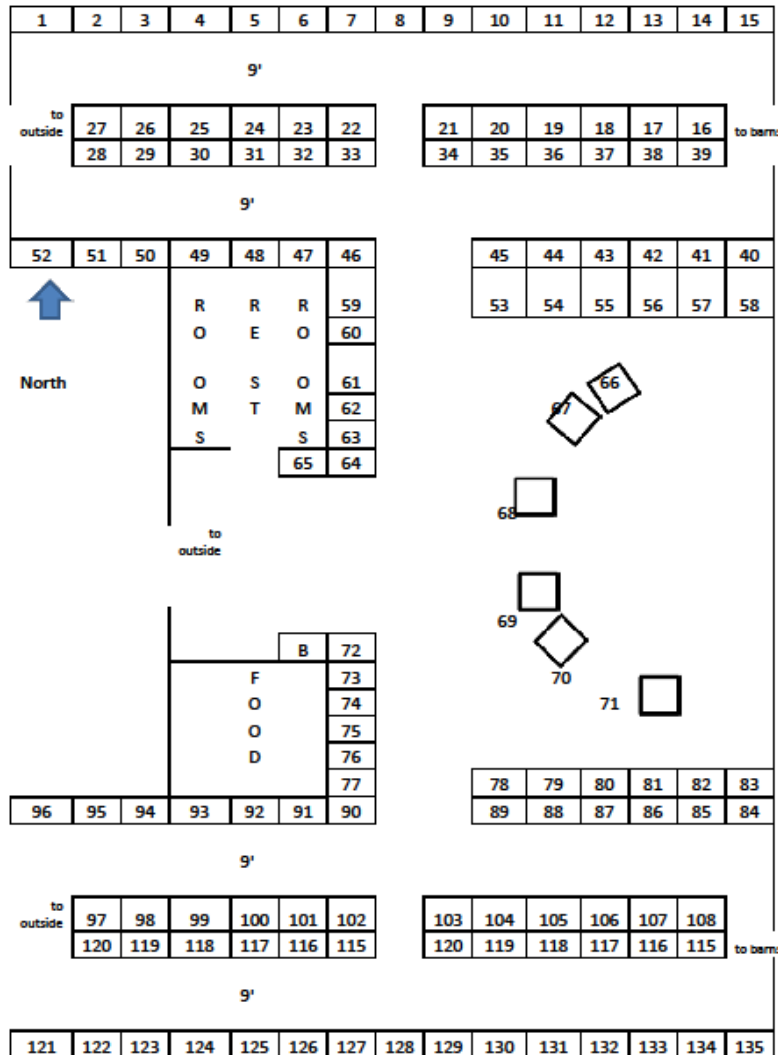 1 2 3 4 5 6 7 8 9 10 11 12 13 14 15
9'
to
outside
27 26 25 24 23 22 21 20 19 18 17 16
to barns
28 29 30 31 32 33 34 35 36 37 38 39
9'
52 51 50 49 48 47 46 45 44 43 42 41 40
R R R 59 53 54 55 56 57 58
O E O 60
North
O S O 61 66
M T M 62 67
S S 63
65 64
68
to
outside
69
B 72
F 73 70
O 74 71
O 75
D 76
77 78 79 80 81 82 83
96 95 94 93 92 91 90 89 88 87 86 85 84
9'
to
outside
97 98 99 100 101 102 103 104 105 106 107 108
120 119 118 117 116 115 120 119 118 117 116 115
to barns
9'
121 122 123 124 125 126 127 128 129 130 131 132 133 134 135